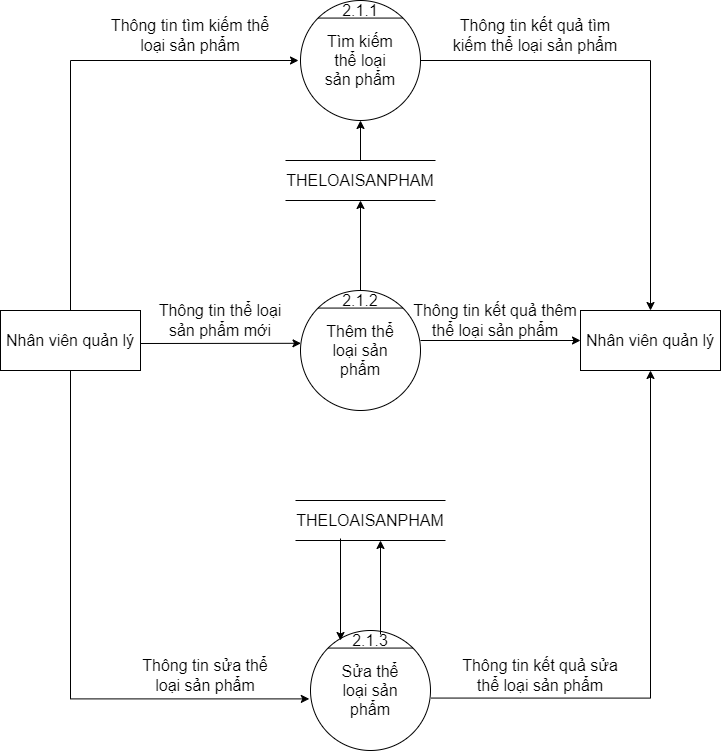 2.1.1
Thông tin tìm kiếm thể
loại sản phẩm
Tìm kiếm
thể loại
sản phẩm
Thông tin kết quả tìm
kiếm thể loại sản phẩm
THELOAISANPHAM
2.1.2
Nhân viên quản lý
Thông tin thể loại
sản phẩm mới
Thêm thể
loại sản
phẩm
Thông tin kết quả thêm
thể loại sản phẩm
Nhân viên quản lý
THELOAISANPHAM
2.1.3
Thông tin sửa thể
loại sản phẩm
Sửa thể
loại sản
phẩm
Thông tin kết quả sửa
thể loại sản phẩm